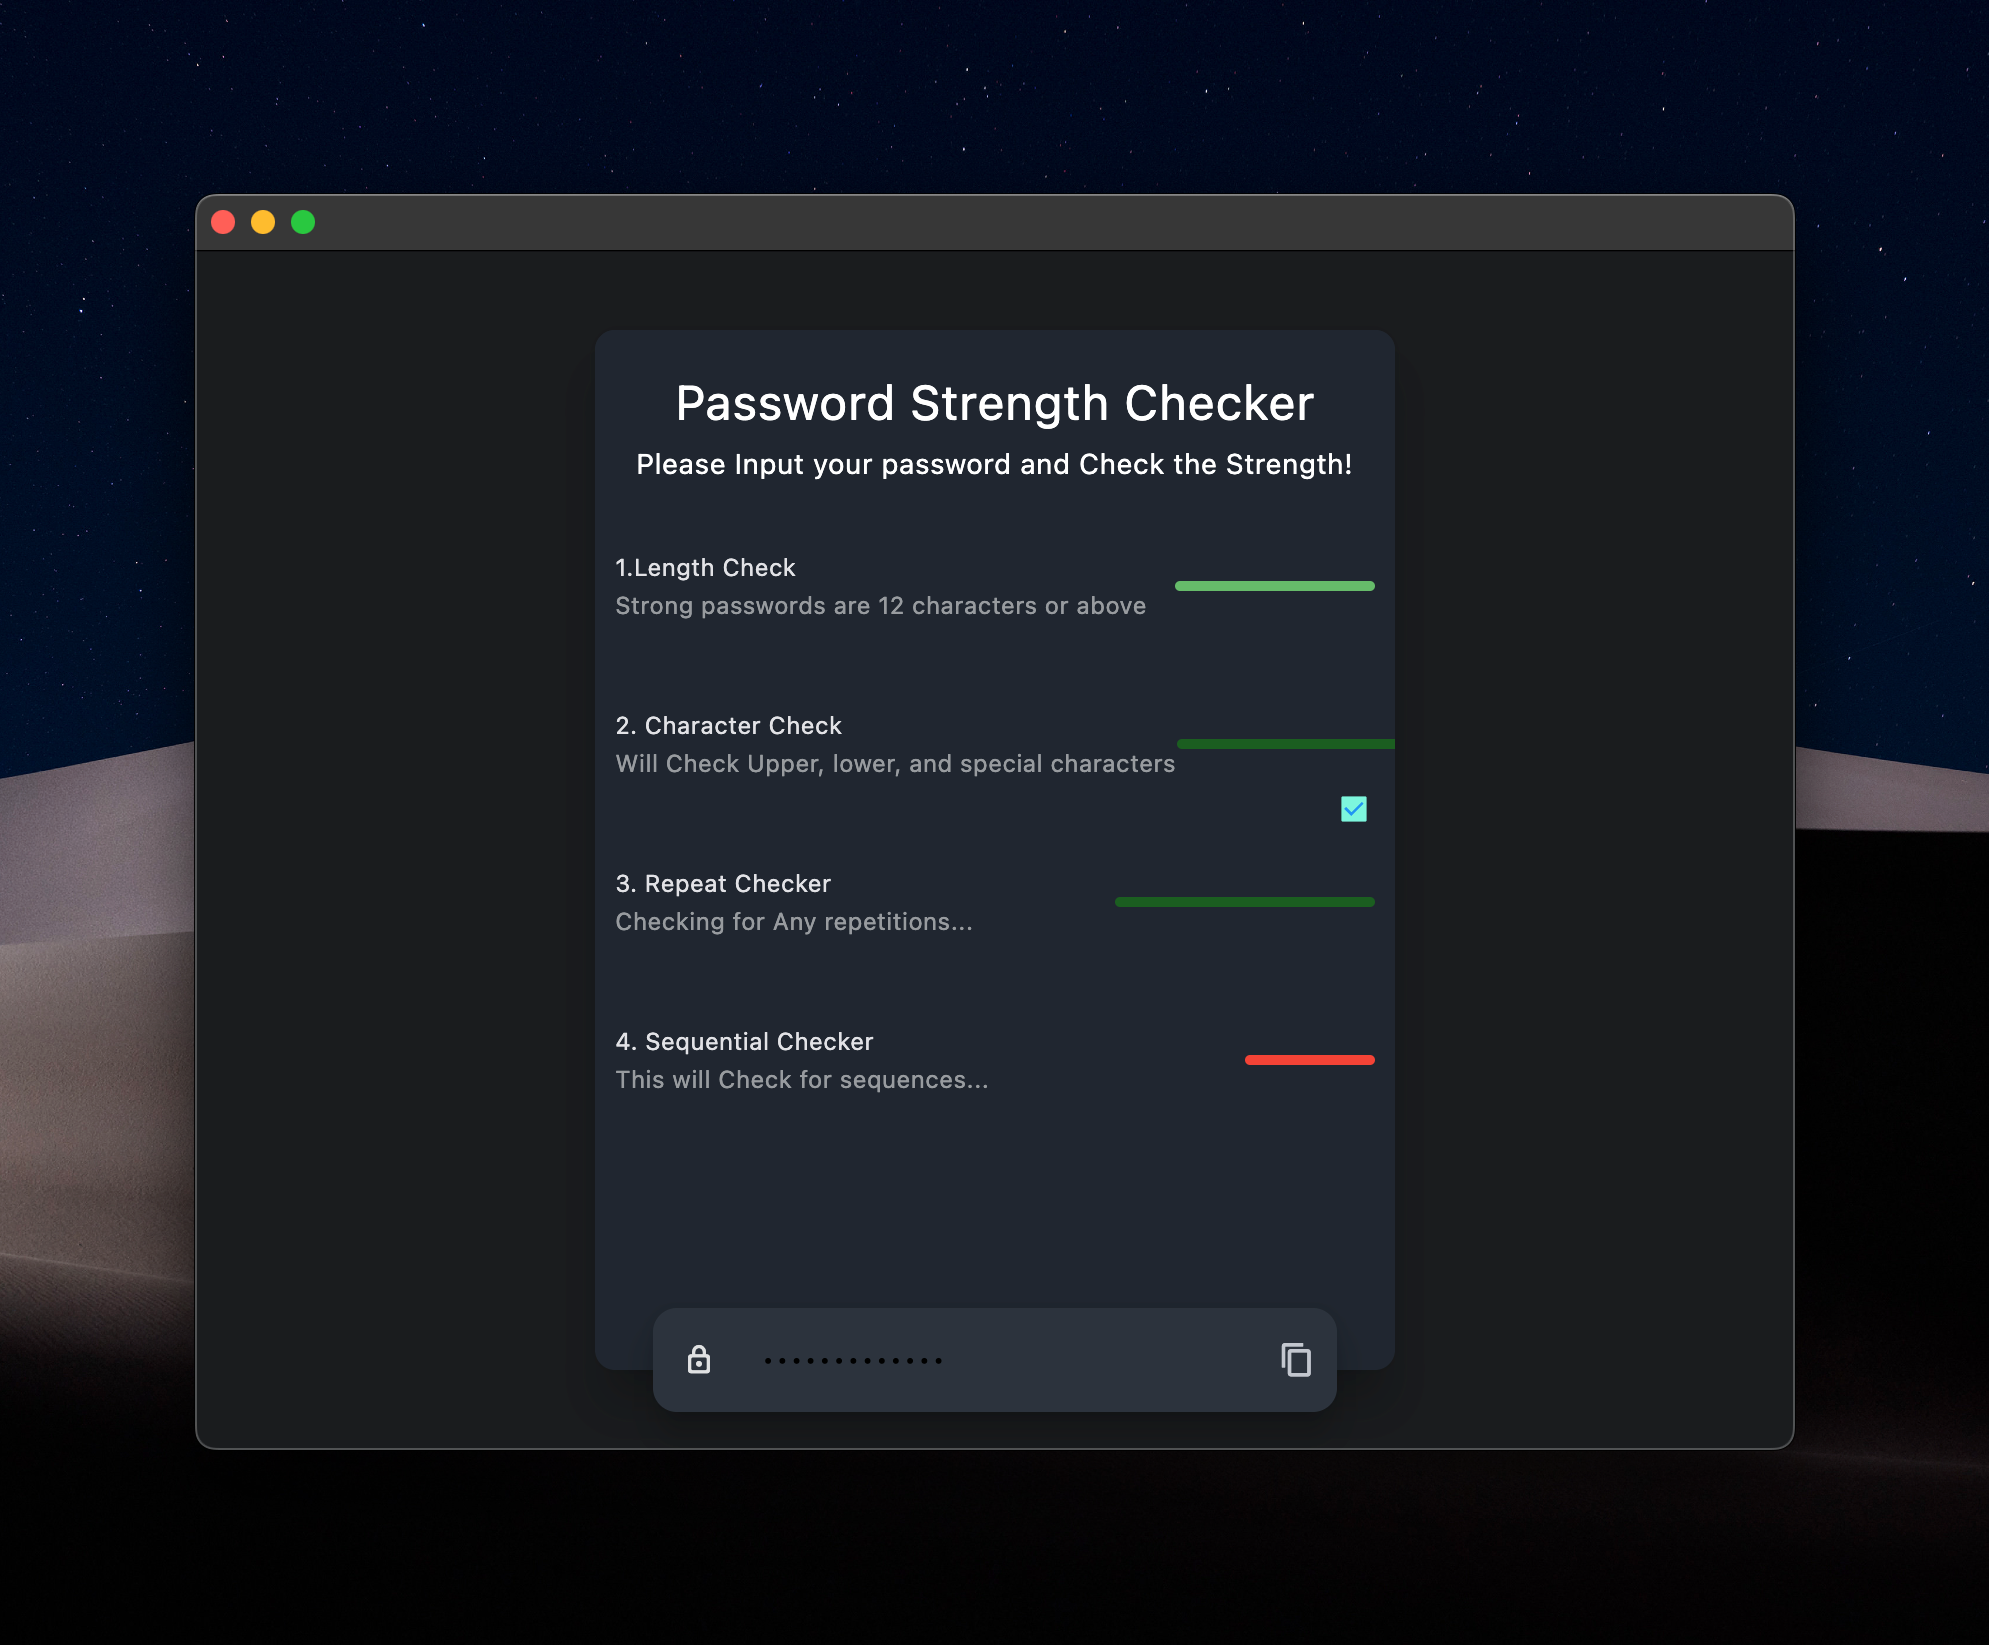 Password Strength Checker
Please Input your password and Check the Strength!
1.Length Check
Strong passwords are 12 characters or above
2. Character Check
Will Check Upper, lower, and special characters
3. Repeat Checker
Checking for Any repetitions...
4. Sequential Checker
This will Check for sequences...
•••••••••••••